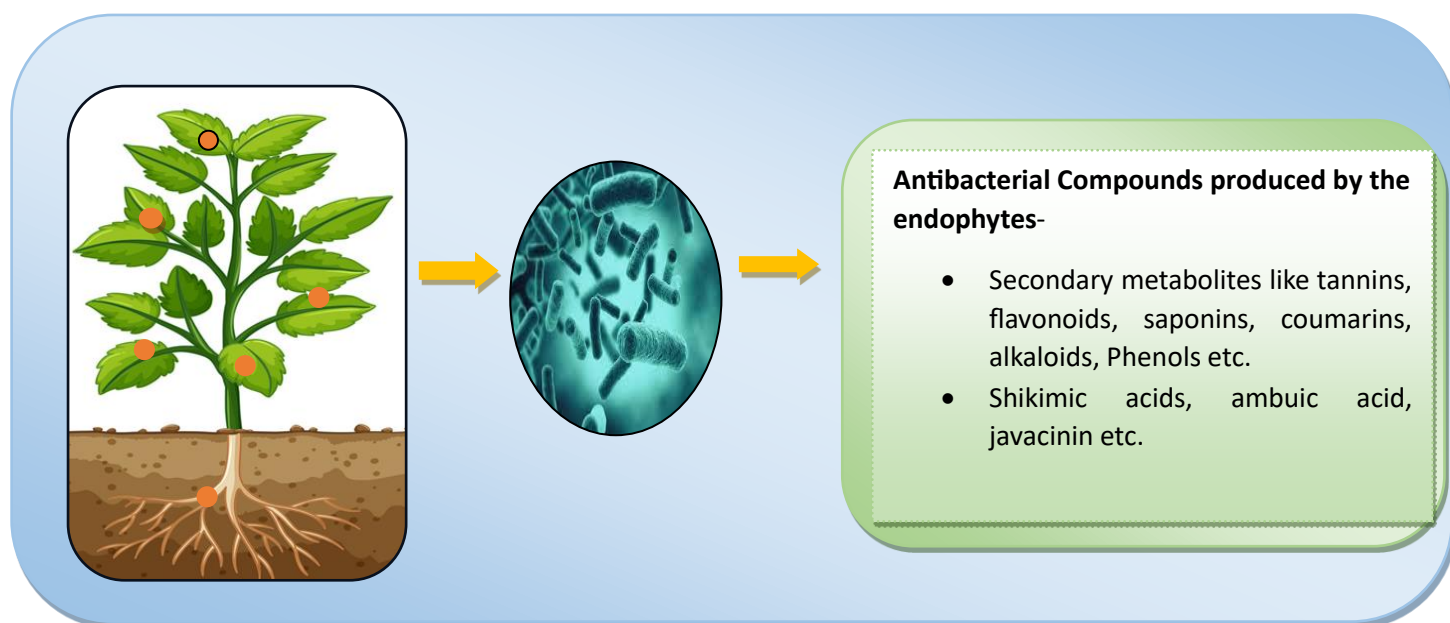 Antibacterial Compounds produced by the
endophytes-
• Secondary metabolites like tannins,
flavonoids, saponins, coumarins,
alkaloids, Phenols etc.
• Shikimic acids, ambuic acid,
javacinin etc.